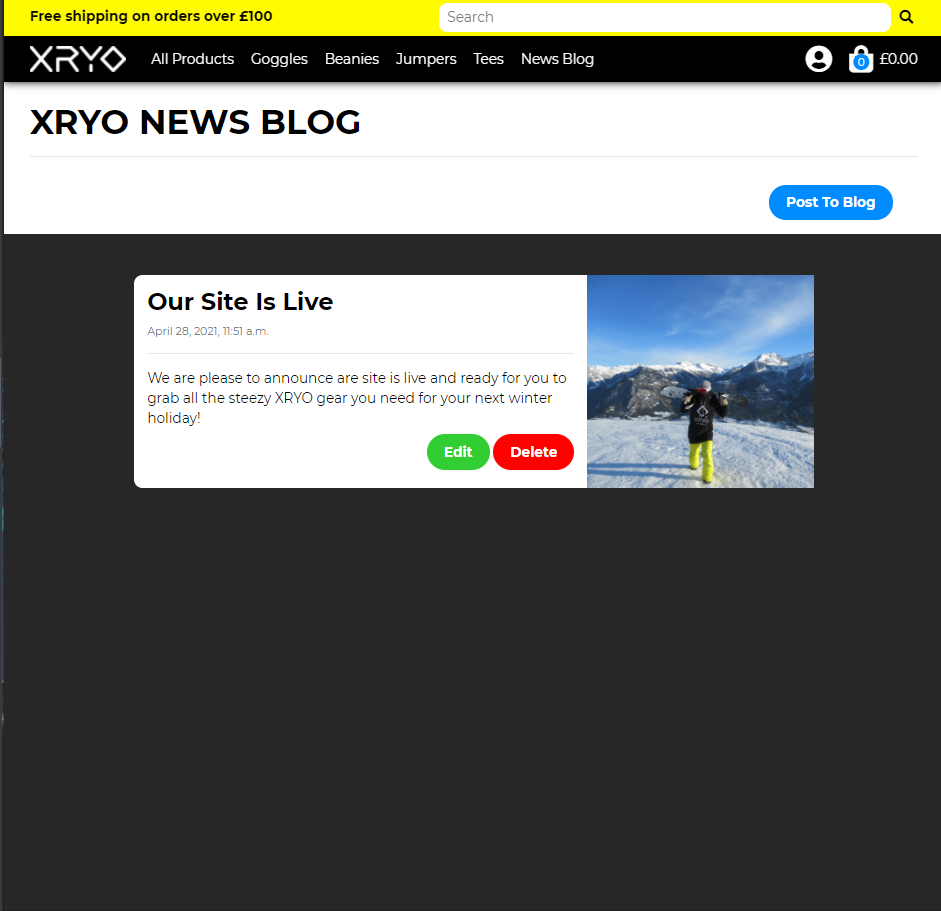 Free shipping on orders over £100
Search
XRYO
All Products Goggles Beanies Jumpers Tees News Blog
0 £0.00
XRYO NEWS BLOG
Post To Blog
Our Site Is Live
April 28, 2021, 11:51 a.m.
We are please to announce are site is live and ready for you to
grab all the steezy XRYO gear you need for your next winter
holiday!
Edit Delete
XRYO